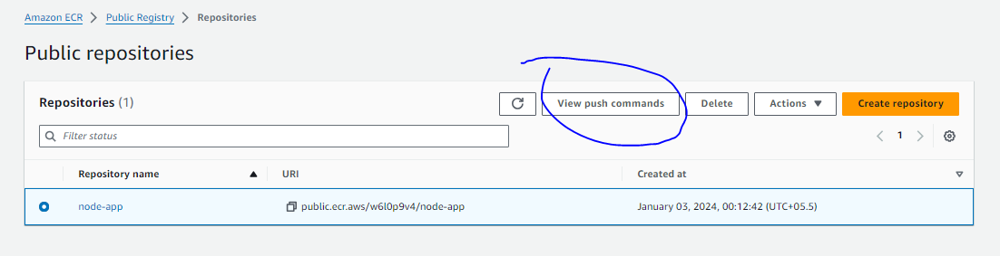 Amazon ECR > Public Registry > Repositories
Public repositories
Repositories (1)
View push commands
Delete
Actions
Create repository
Filter status
1
Repository name URI Created at
node-app public.ecr.aws/w6l0p9v4/node-app January 03, 2024, 00:12:42 (UTC+05.5)